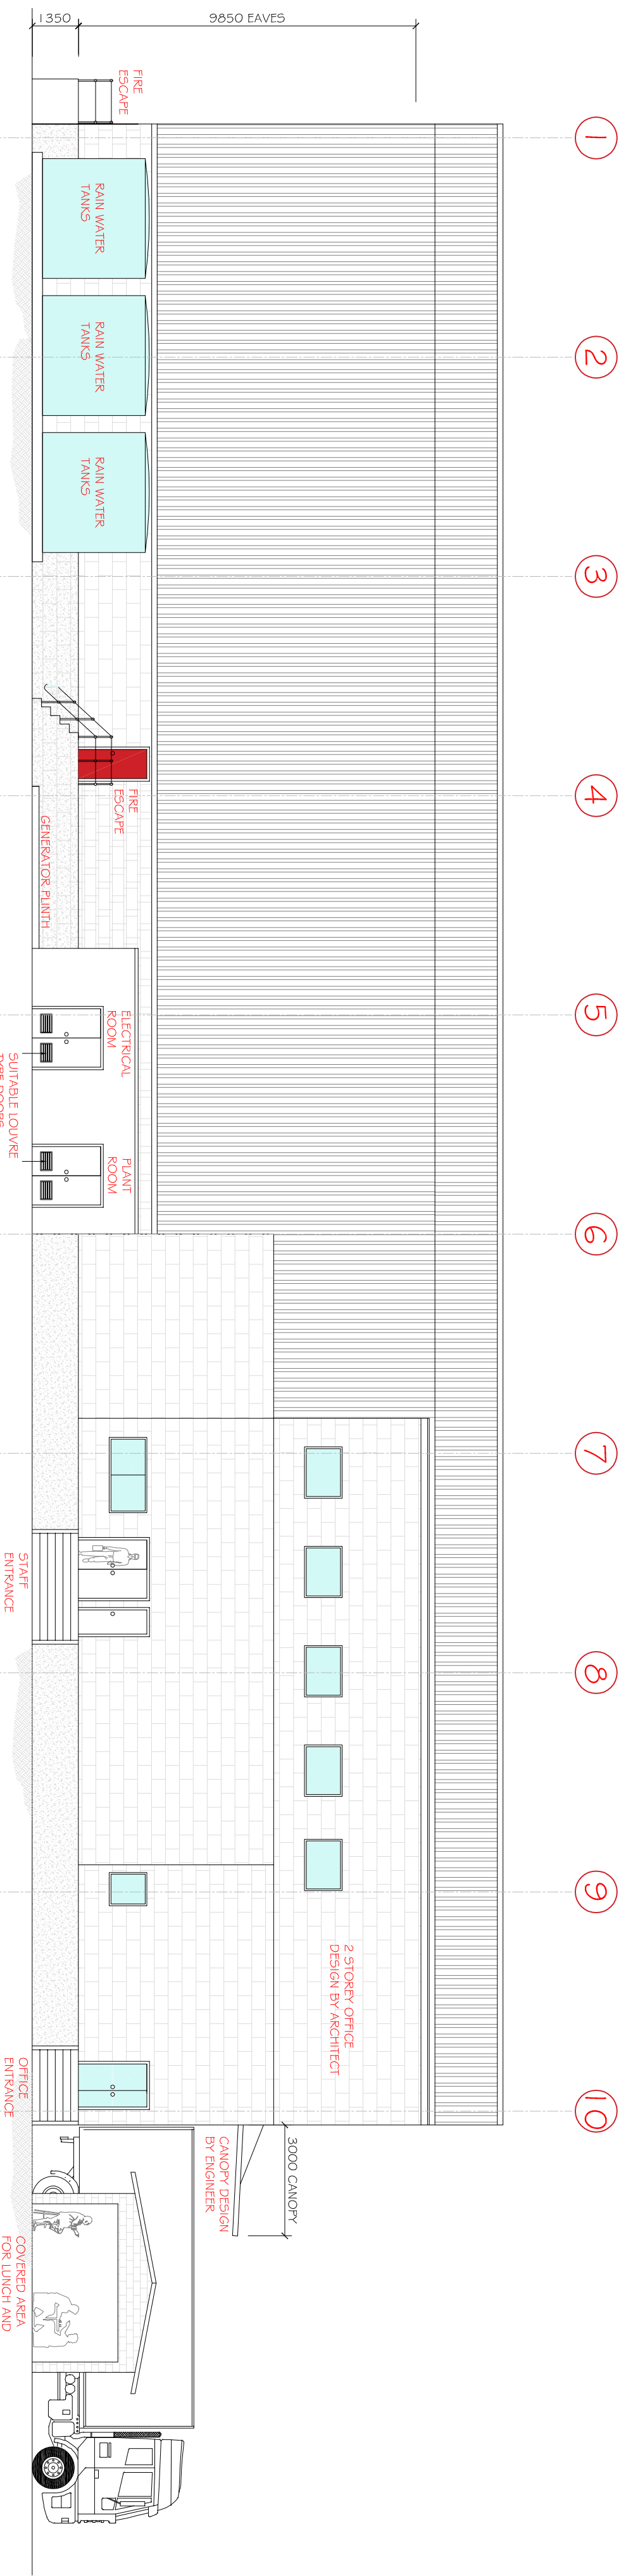 1350
9850 EAVES
1
2
3
4
5
6
7
8
9
10
FIRE
ESCAPE
RAIN WATER
TANKS
RAIN WATER
TANKS
RAIN WATER
TANKS
FIRE
ESCAPE
GENERATOR PLINTH
ELECTRICAL
ROOM
SUITABLE LOUVRE
TYPE DOORS
PLANT
ROOM
STAFF
ENTRANCE
2 STOREY OFFICE
DESIGN BY ARCHITECT
OFFICE
ENTRANCE
3000 CANOPY
CANOPY DESIGN
BY ENGINEER
COVERED AREA
FOR LUNCH AND